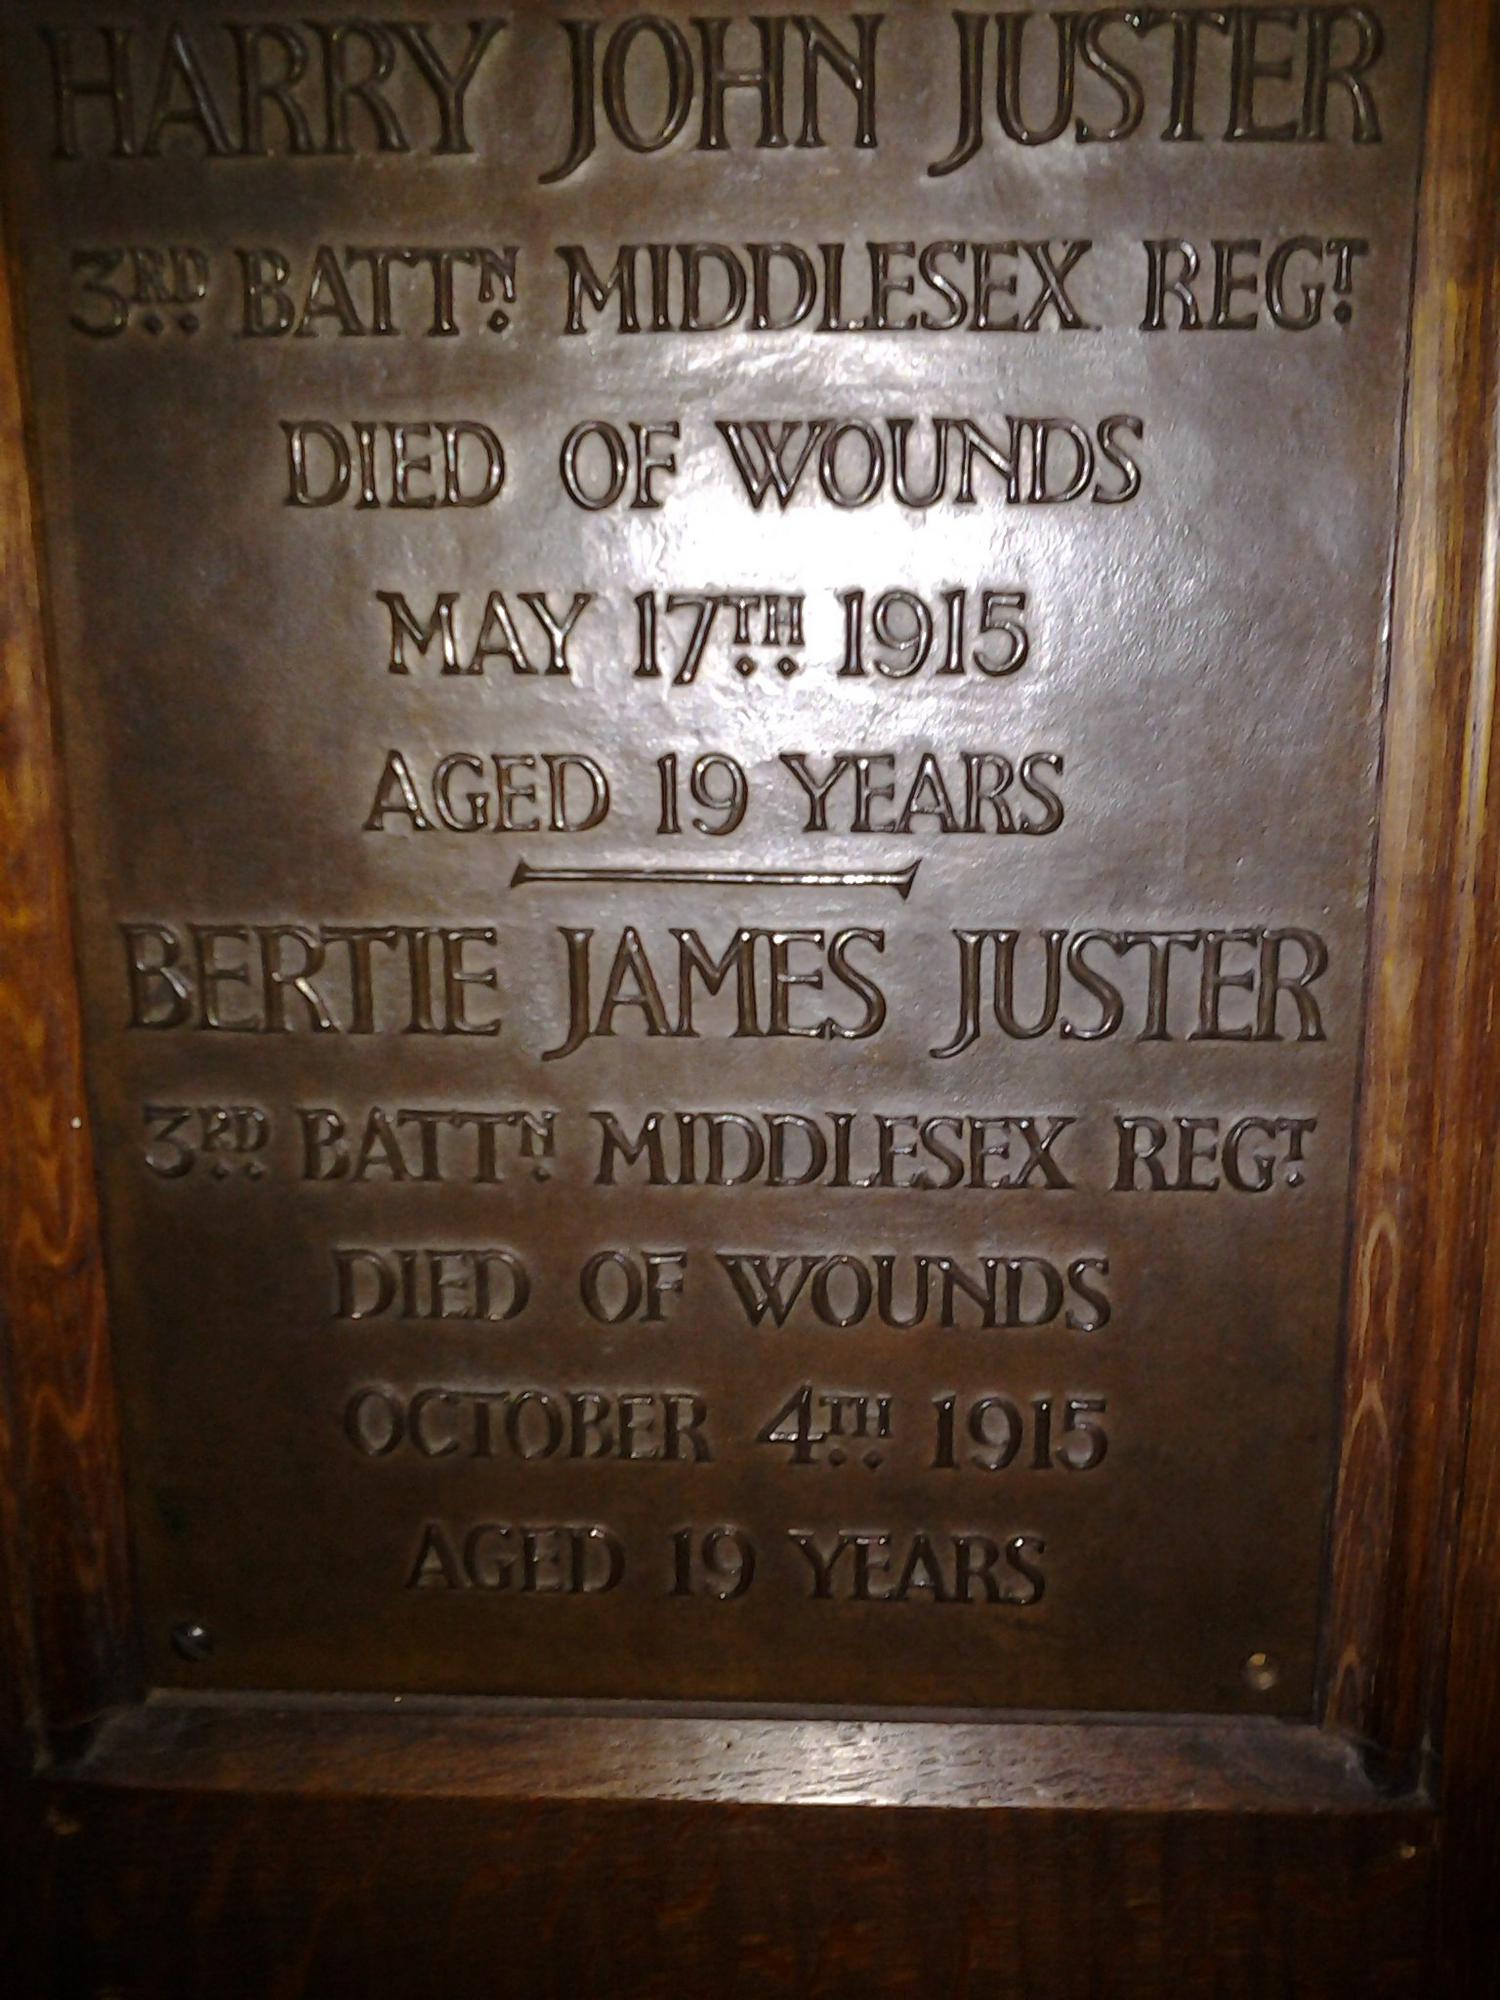 HARRY JOHN JUSTER
3RD BATTN MIDDLESEX REGT
DIED OF WOUNDS
MAY 17TH 1915
AGED 19 YEARS
BERTIE JAMES JUSTER
3RD BATTN MIDDLESEX REGT
DIED OF WOUNDS
OCTOBER 4TH 1915
AGED 19 YEARS